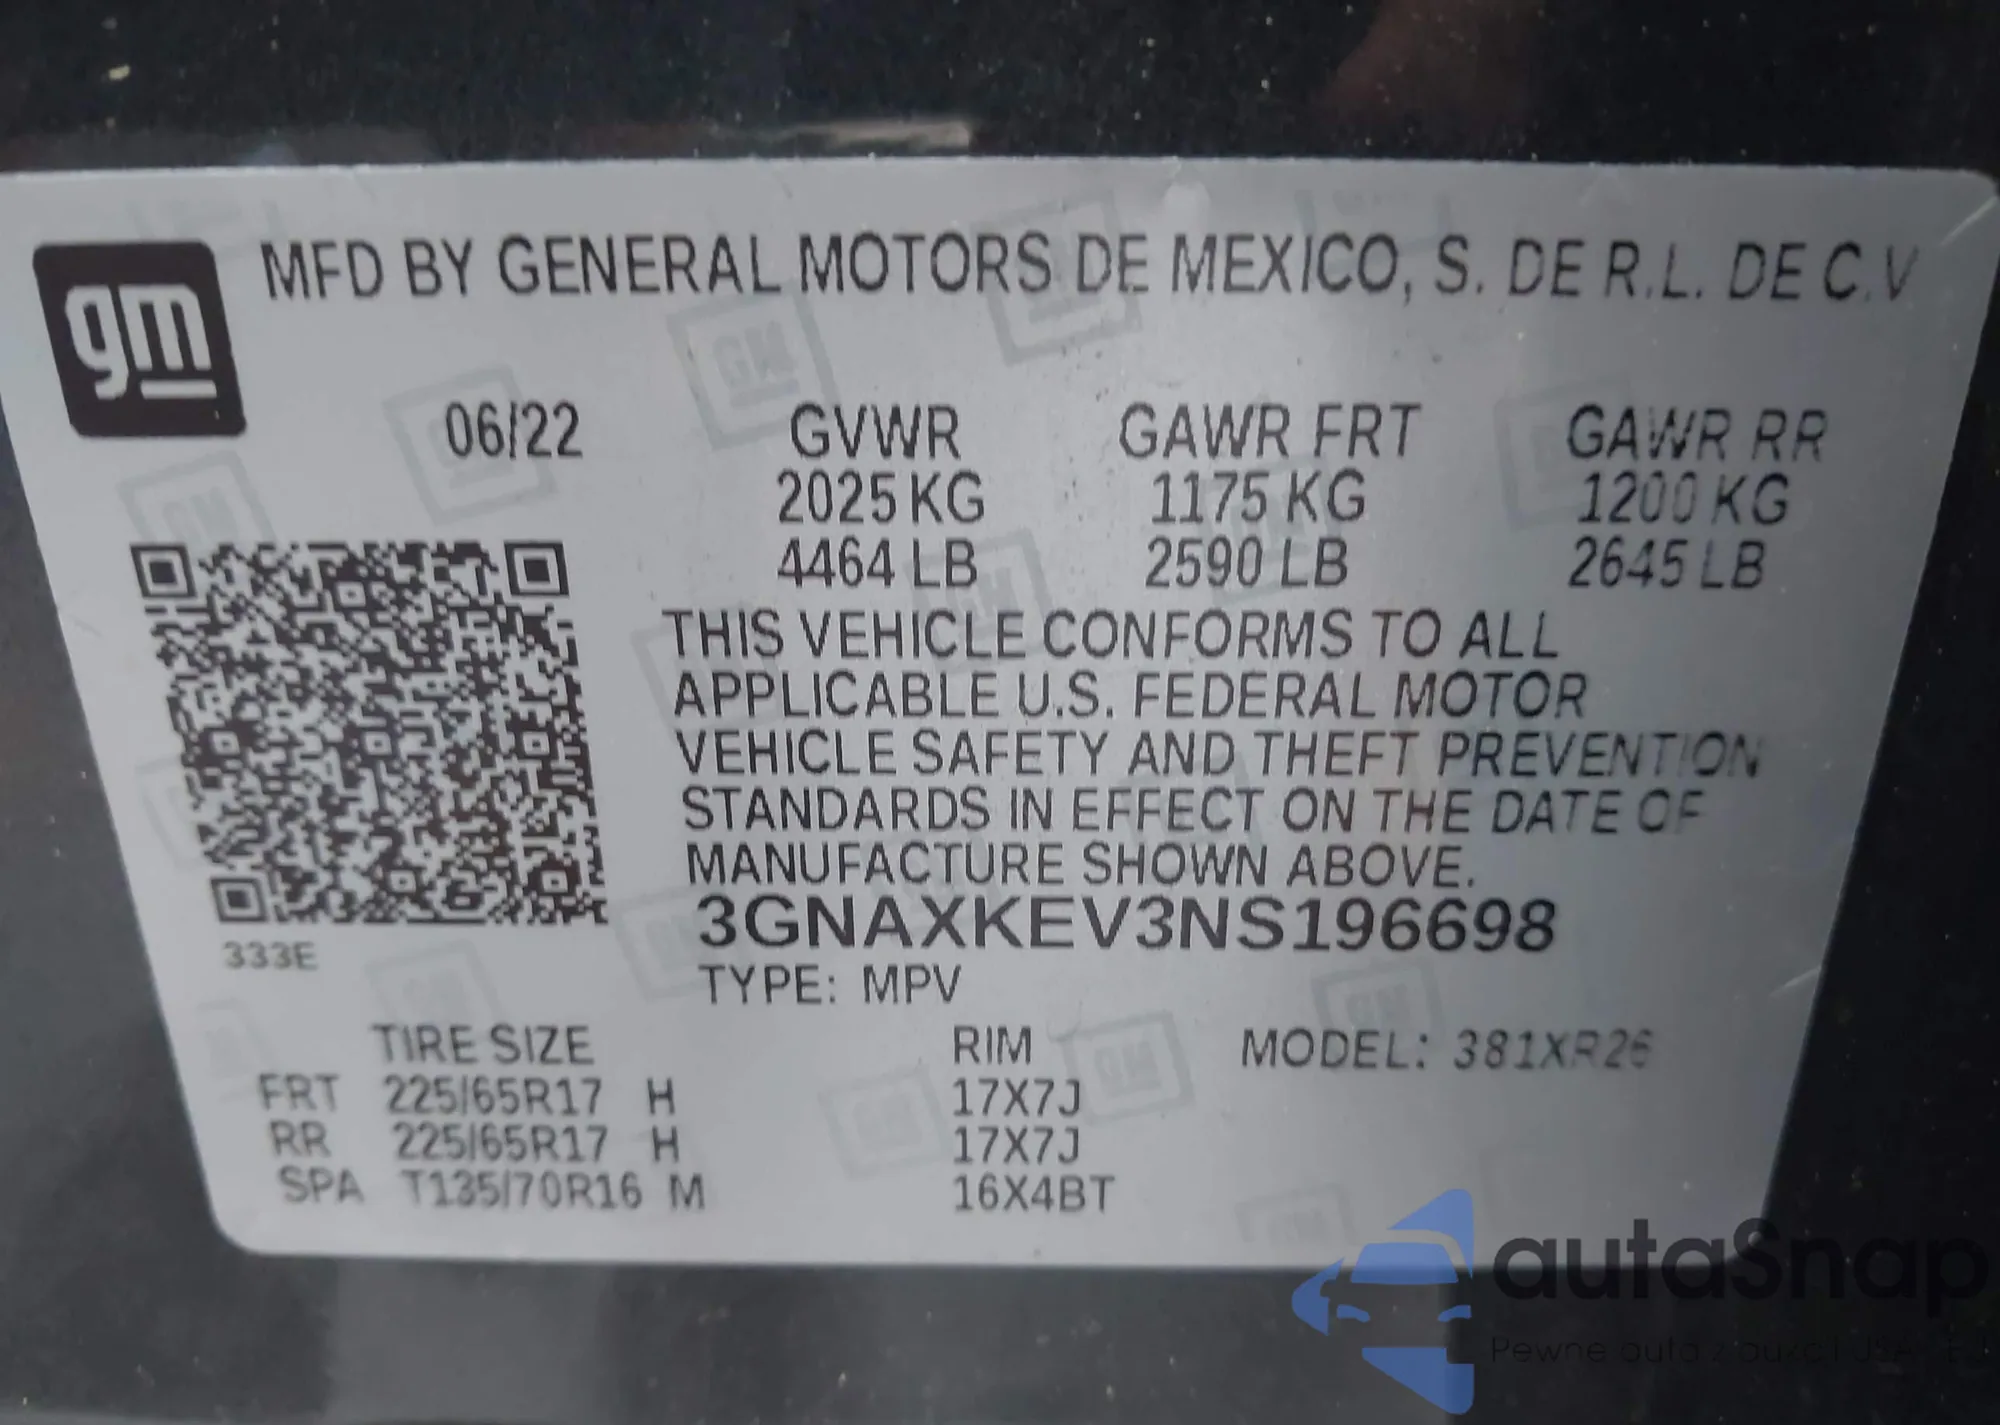 gm
MFD BY GENERAL MOTORS DE MEXICO, S. DE R.L. DE C.V
06/22 GVWR GAWR FRT GAWR RR
2025 KG 1175 KG 1200 KG
4464 LB 2590 LB 2645 LB
THIS VEHICLE CONFORMS TO ALL
APPLICABLE U.S. FEDERAL MOTOR
VEHICLE SAFETY AND THEFT PREVENTION
STANDARDS IN EFFECT ON THE DATE OF
MANUFACTURE SHOWN ABOVE.
3GNAXKEV3NS196698
333E
TYPE: MPV
TIRE SIZE RIM MODEL: 381XR26
FRT 225/65R17 H 17X7J
RR 225/65R17 H 17X7J
SPA T135/70R16 M 16X4BT
autaSnap
Pewne auta z